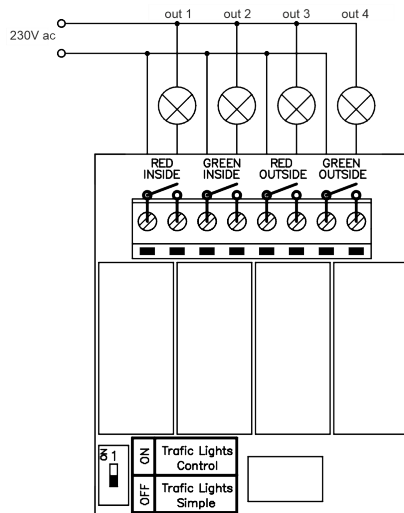 out 1 out 2 out 3 out 4
230V ac
RED INSIDE GREEN INSIDE RED OUTSIDE GREEN OUTSIDE
ON 1
ON Trafic Lights Control
OFF Trafic Lights Simple